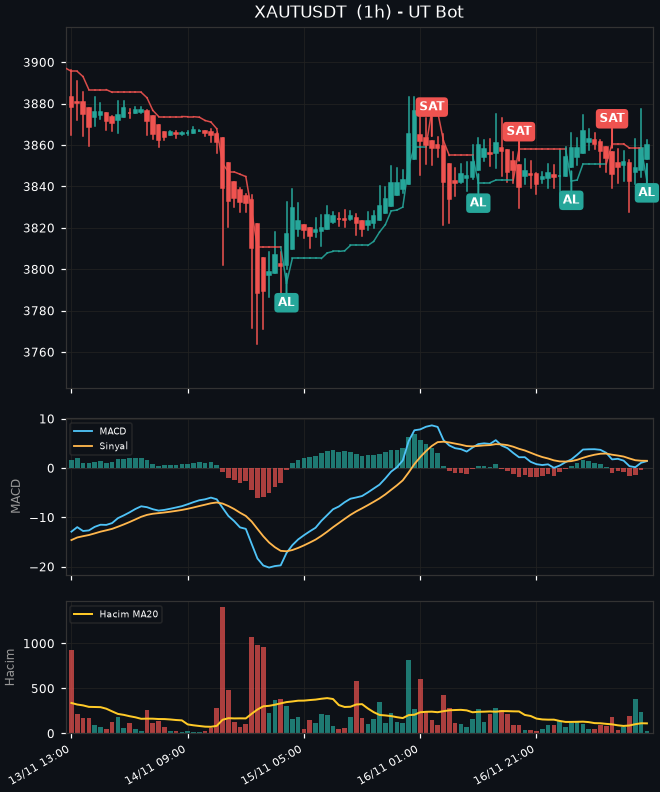 XAUTUSDT (1h) - UT Bot
3900
3880
3860
3840
3820
3800
3780
3760
SAT
SAT
SAT
AL
AL
AL
AL
10
0
−10
−20
MACD
MACD
Sinyal
1000
500
0
Hacim
Hacim MA20
13/11 13:00
14/11 09:00
15/11 05:00
16/11 01:00
16/11 21:00